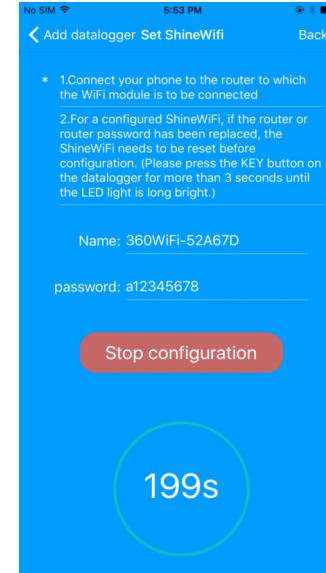 No SIM 5:53 PM
Add datalogger Set ShineWifi Back
* 1.Connect your phone to the router to which
the WiFi module is to be connected
2.For a configured ShineWiFi, if the router or
router password has been replaced, the
ShineWiFi needs to be reset before
configuration. (Please press the KEY button on
the datalogger for more than 3 seconds until
the LED light is long bright.)
Name: 360WiFi-52A67D
password: a12345678
Stop configuration
199s